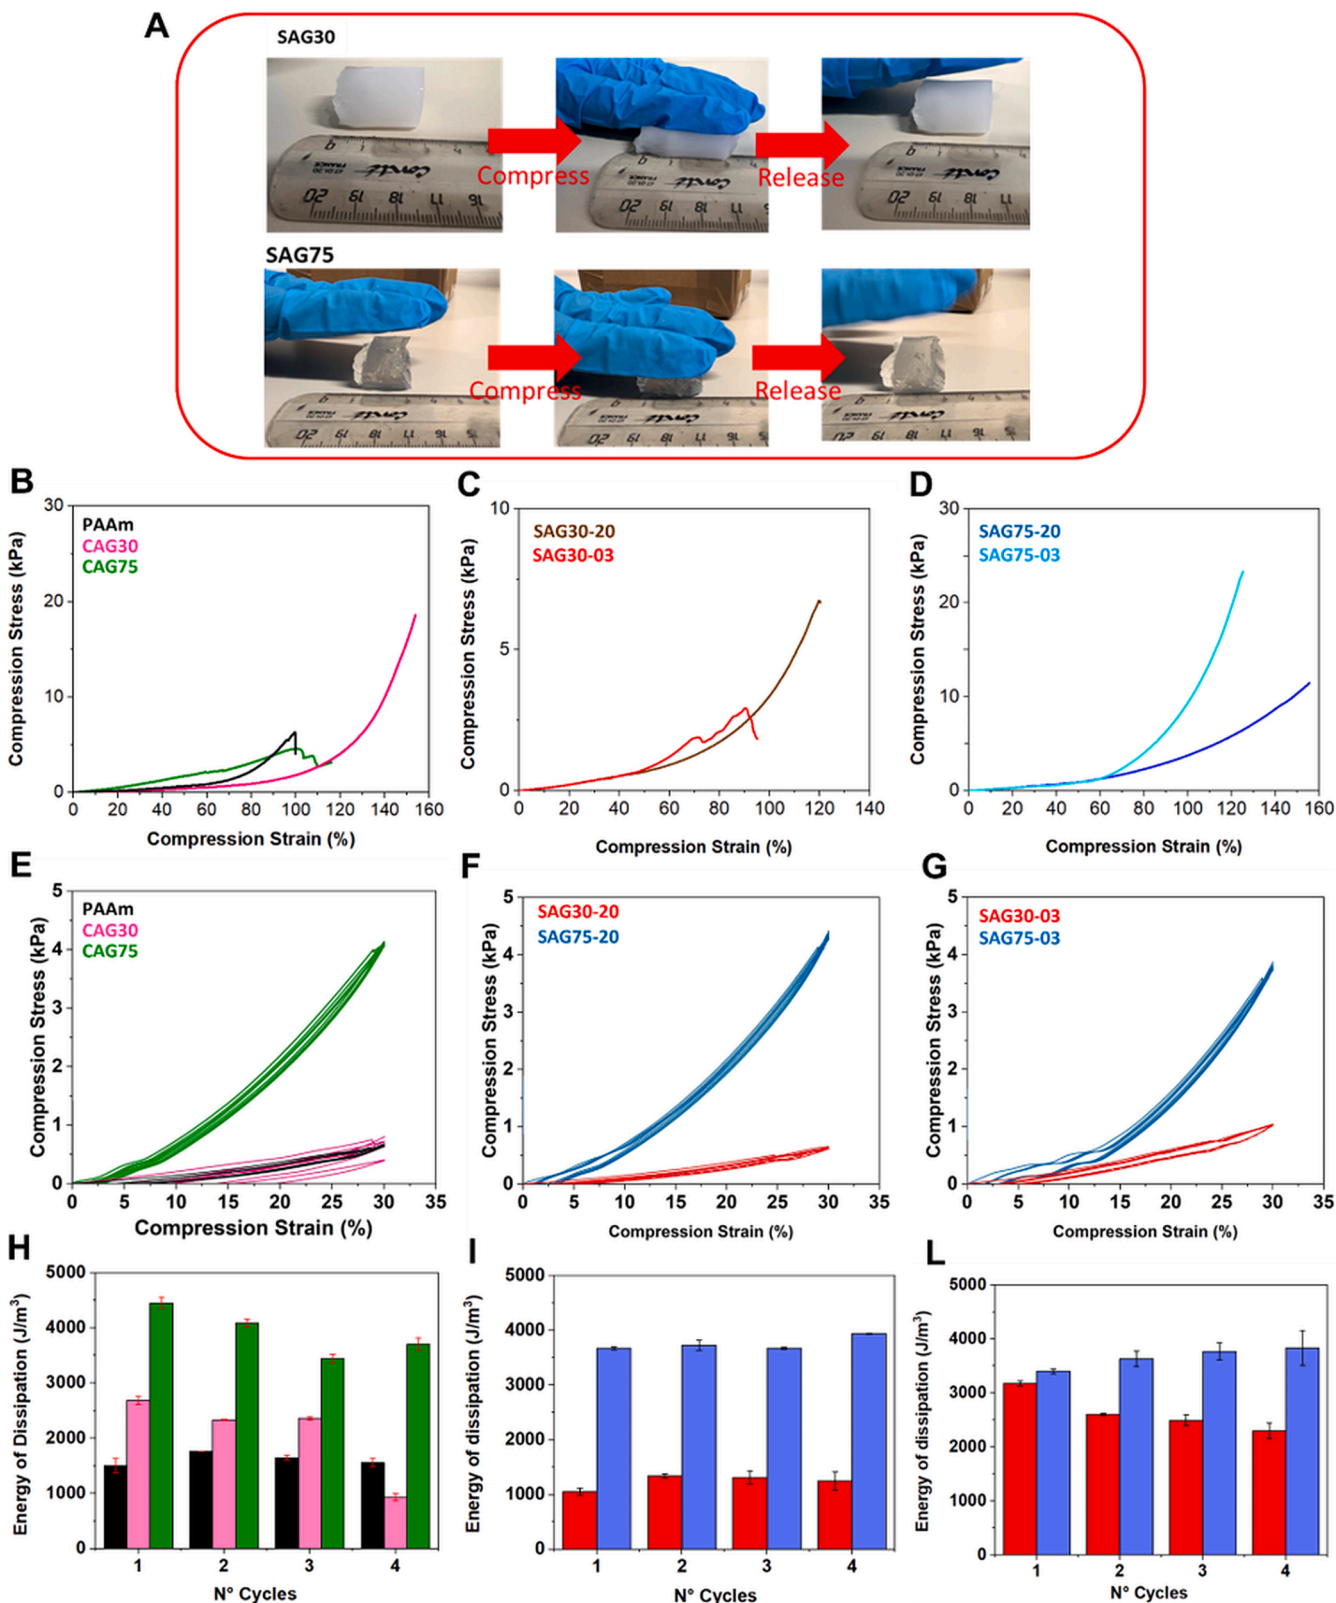 A
SAG30
Compress
Release
SAG75
Compress
Release
B
C
D
30
20
10
0
Compression Stress (kPa)
PAAm
CAG30
CAG75
0 20 40 60 80 100 120 140 160
Compression Strain (%)
10
5
0
Compression Stress (kPa)
SAG30-20
SAG30-03
0 20 40 60 80 100 120 140
Compression Strain (%)
30
20
10
0
Compression Stress (kPa)
SAG75-20
SAG75-03
0 20 40 60 80 100 120 140 160
Compression Strain (%)
E
F
G
5
4
3
2
1
0
Compression Stress (kPa)
PAAm
CAG30
CAG75
0 5 10 15 20 25 30 35
Compression Strain (%)
5
4
3
2
1
0
Compression Stress (kPa)
SAG30-20
SAG75-20
0 5 10 15 20 25 30 35
Compression Strain (%)
5
4
3
2
1
0
Compression Stress (kPa)
SAG30-03
SAG75-03
0 5 10 15 20 25 30 35
Compression Strain (%)
H
I
L
5000
4000
3000
2000
1000
0
Energy of Dissipation (J/m³)
1 2 3 4
N° Cycles
5000
4000
3000
2000
1000
0
Energy of dissipation (J/m³)
1 2 3 4
N° Cycles
5000
4000
3000
2000
1000
0
Energy of dissipation (J/m³)
1 2 3 4
N° Cycles